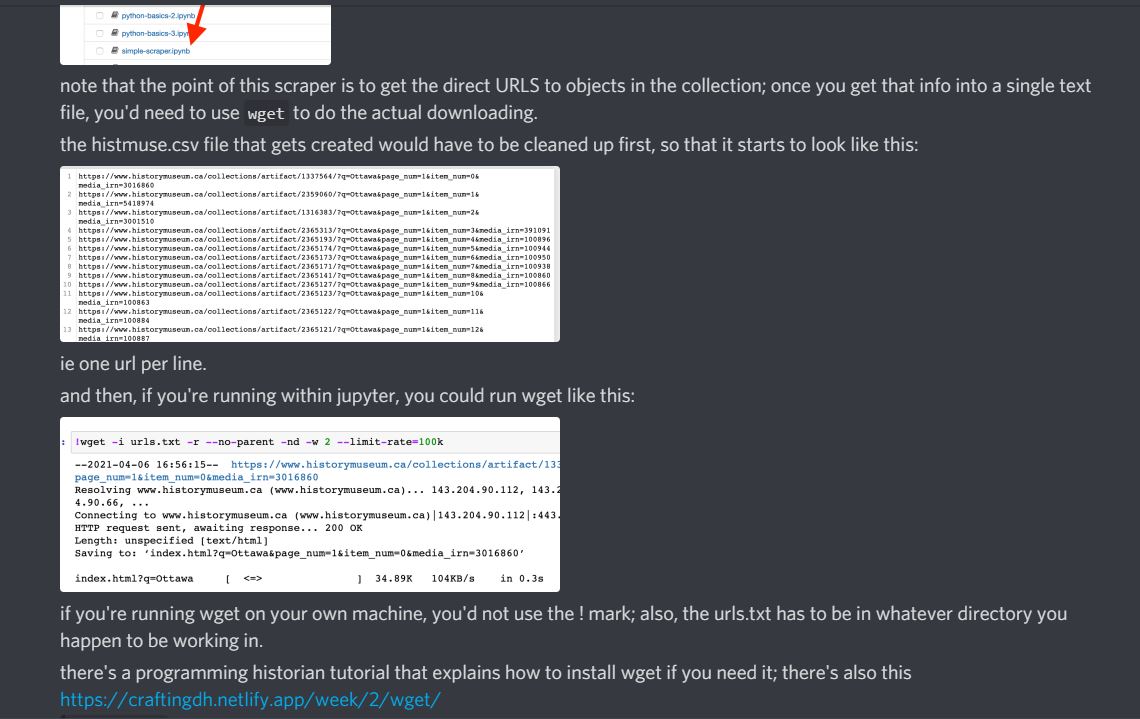 python-basics-2.ipynb
python-basics-3.ipyn
simple-scraper.ipynb
note that the point of this scraper is to get the direct URLS to objects in the collection; once you get that info into a single text
file, you'd need to use wget to do the actual downloading.
the histmuse.csv file that gets created would have to be cleaned up first, so that it starts to look like this:
1 https://www.historymuseum.ca/collections/artifact/1337564/?q=Ottawa&page_num=1&item_num=0&
media_irn=3016860
2 https://www.historymuseum.ca/collections/artifact/2359060/?q=Ottawa&page_num=1&item_num=1&
media_irn=5418974
3 https://www.historymuseum.ca/collections/artifact/1316383/?q=Ottawa&page_num=1&item_num=2&
media_irn=3001510
4 https://www.historymuseum.ca/collections/artifact/2365313/?q=Ottawa&page_num=1&item_num=3&media_irn=391091
5 https://www.historymuseum.ca/collections/artifact/2365193/?q=Ottawa&page_num=1&item_num=4&media_irn=100896
6 https://www.historymuseum.ca/collections/artifact/2365174/?q=Ottawa&page_num=1&item_num=5&media_irn=100944
7 https://www.historymuseum.ca/collections/artifact/2365173/?q=Ottawa&page_num=1&item_num=6&media_irn=100950
8 https://www.historymuseum.ca/collections/artifact/2365171/?q=Ottawa&page_num=1&item_num=7&media_irn=100938
9 https://www.historymuseum.ca/collections/artifact/2365141/?q=Ottawa&page_num=1&item_num=8&media_irn=100860
10 https://www.historymuseum.ca/collections/artifact/2365127/?q=Ottawa&page_num=1&item_num=9&media_irn=100866
11 https://www.historymuseum.ca/collections/artifact/2365123/?q=Ottawa&page_num=1&item_num=10&
media_irn=100863
12 https://www.historymuseum.ca/collections/artifact/2365122/?q=Ottawa&page_num=1&item_num=11&
media_irn=100884
13 https://www.historymuseum.ca/collections/artifact/2365121/?q=Ottawa&page_num=1&item_num=12&
media_irn=100887
ie one url per line.
and then, if you're running within jupyter, you could run wget like this:
: !wget -i urls.txt -r --no-parent -nd -w 2 --limit-rate=100k
--2021-04-06 16:56:15-- https://www.historymuseum.ca/collections/artifact/133
page_num=1&item_num=0&media_irn=3016860
Resolving www.historymuseum.ca (www.historymuseum.ca)... 143.204.90.112, 143.2
4.90.66, ...
Connecting to www.historymuseum.ca (www.historymuseum.ca)|143.204.90.112|:443.
HTTP request sent, awaiting response... 200 OK
Length: unspecified [text/html]
Saving to: ‘index.html?q=Ottawa&page_num=1&item_num=0&media_irn=3016860’
index.html?q=Ottawa [ <=> ] 34.89K 104KB/s in 0.3s
if you're running wget on your own machine, you'd not use the ! mark; also, the urls.txt has to be in whatever directory you
happen to be working in.
there's a programming historian tutorial that explains how to install wget if you need it; there's also this
https://craftingdh.netlify.app/week/2/wget/